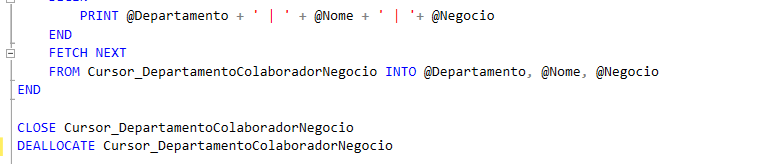 PRINT @Departamento + ' | ' + @Nome + ' | '+ @Negocio
END
FETCH NEXT
FROM Cursor_DepartamentoColaboradorNegocio INTO @Departamento, @Nome, @Negocio
END
CLOSE Cursor_DepartamentoColaboradorNegocio
DEALLOCATE Cursor_DepartamentoColaboradorNegocio